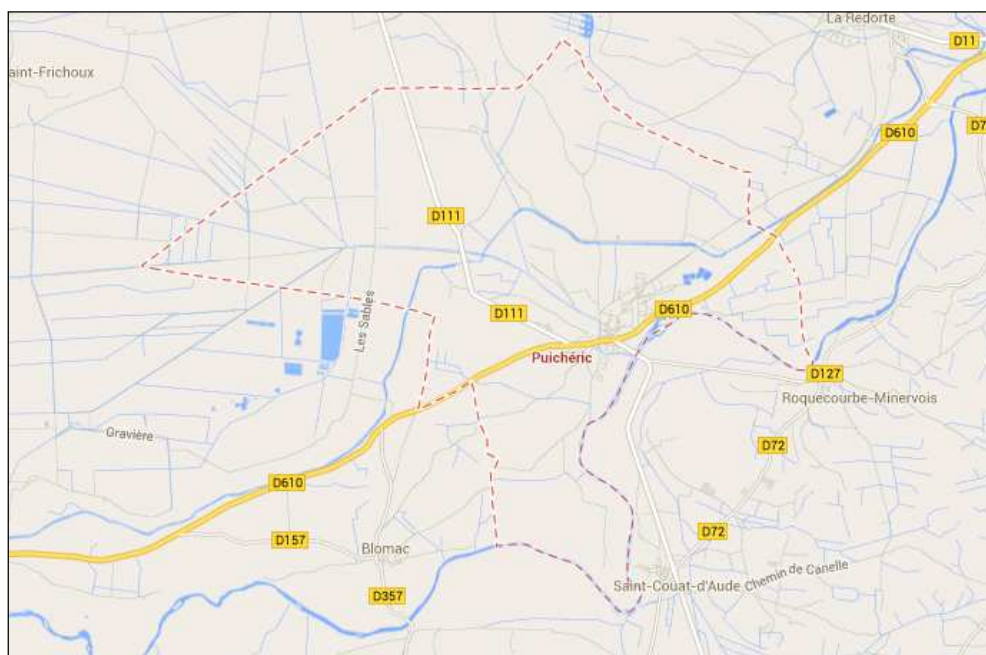 La Redorte
D11
aint-Frichoux
D610
D7
D111
Les Sables
D610
D111
Puichéric
D127
Roquecourbe-Minervois
Gravière
D72
D610
D72
D157
Blomac
Saint-Couat-d'Aude
Chemin de Canelle
D357